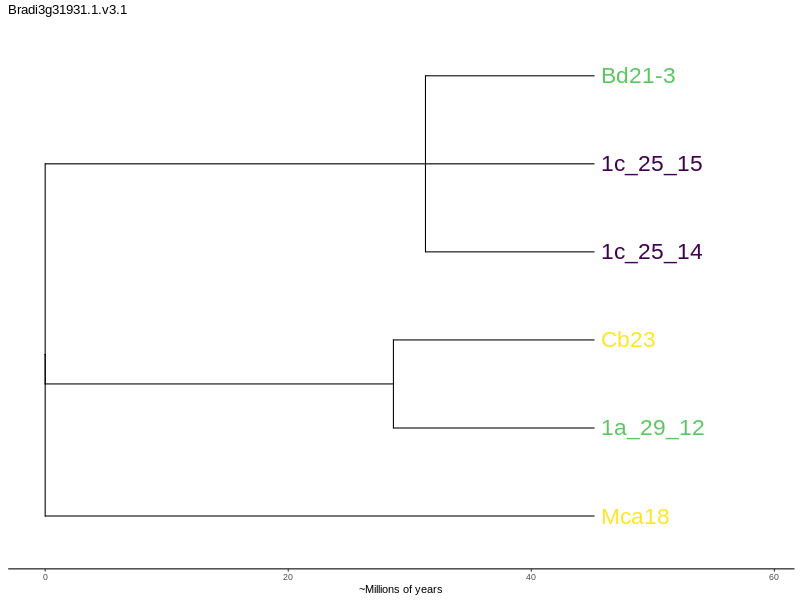 Bradi3g31931.1.v3.1
Bd21-3
1c_25_15
1c_25_14
Cb23
1a_29_12
Mca18
0 20 40 60
~Millions of years